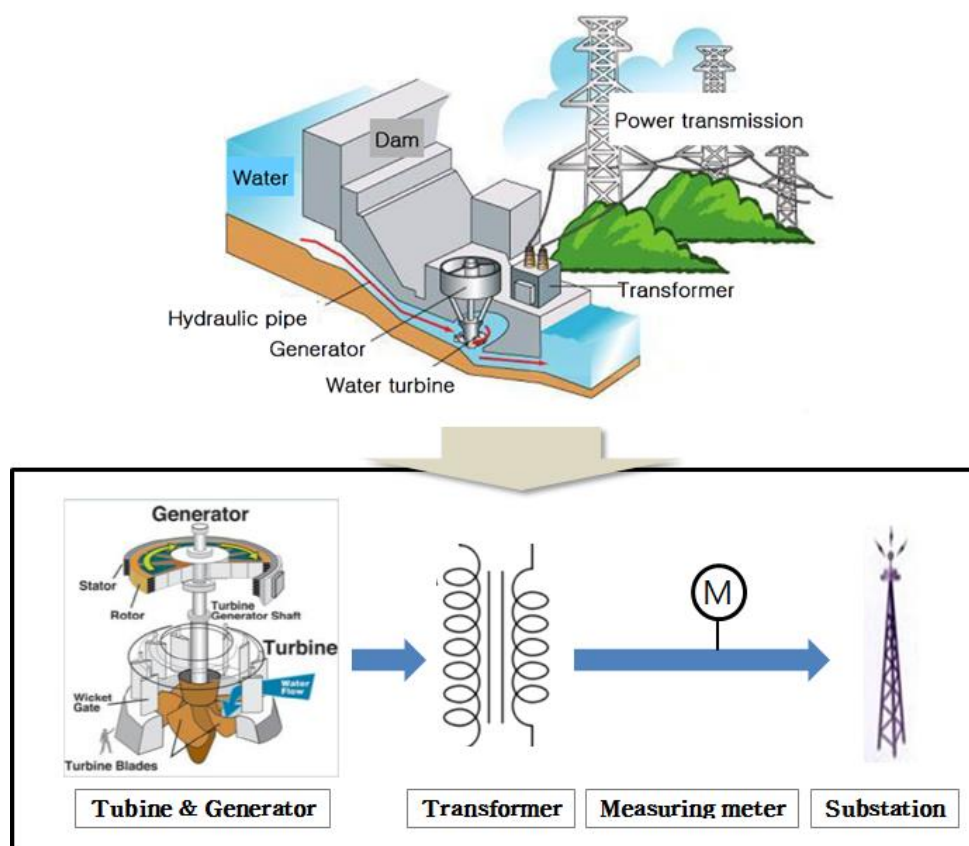 Power transmission
Dam
Water
Transformer
Hydraulic pipe
Generator
Water turbine
Generator
Stator
Rotor
Turbine
Generator Shaft
Turbine
Wicket
Gate
Water
Flow
Turbine Blades
M
Tubine & Generator
Transformer
Measuring meter
Substation